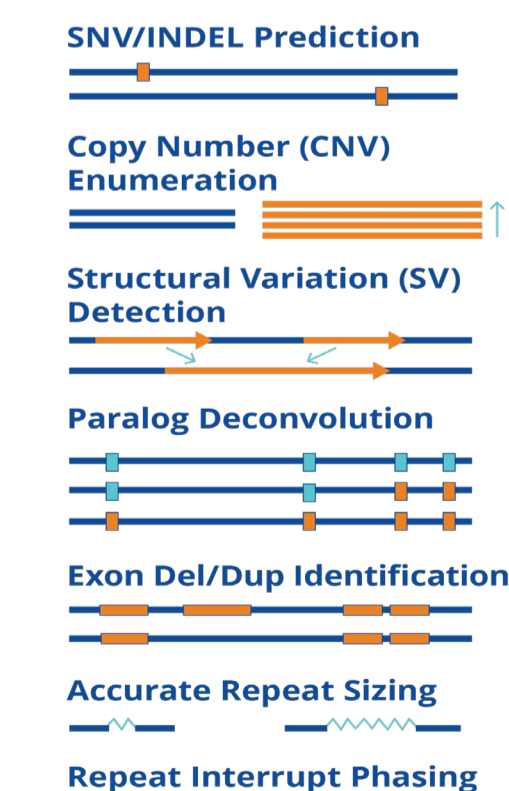 SNV/INDEL Prediction
Copy Number (CNV)
Enumeration
Structural Variation (SV)
Detection
Paralog Deconvolution
Exon Del/Dup Identification
Accurate Repeat Sizing
Repeat Interrupt Phasing